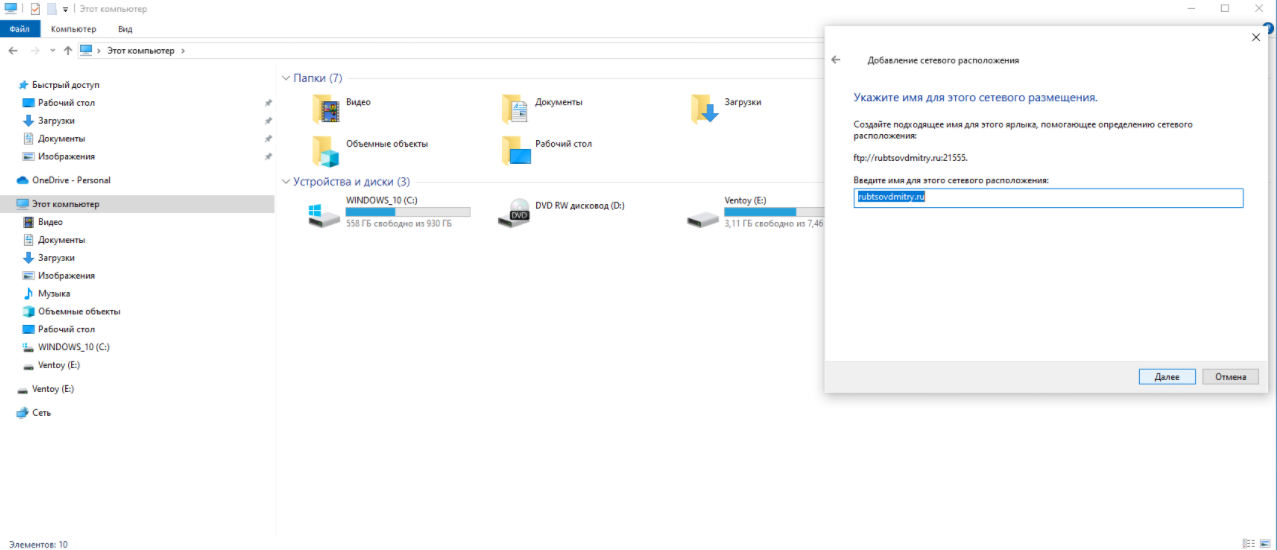 Этот компьютер
Файл
Компьютер
Вид
Этот компьютер
Быстрый доступ
Рабочий стол
Загрузки
Документы
Изображения
OneDrive - Personal
Этот компьютер
Видео
Документы
Загрузки
Изображения
Музыка
Объемные объекты
Рабочий стол
WINDOWS_10 (C:)
Ventoy (E:)
Ventoy (E:)
Сеть
Папки (7)
Видео
Документы
Загрузки
Объемные объекты
Рабочий стол
Устройства и диски (3)
WINDOWS_10 (C:)
558 ГБ свободно из 930 ГБ
DVD RW дисковод (D:)
DVD
Ventoy (E:)
3,11 ГБ свободно из 7,46
Добавление сетевого расположения
Укажите имя для этого сетевого размещения.
Создайте подходящее имя для этого ярлыка, помогающее определению сетевого
расположения:
ftp://rubtsovdmitry.ru:21555.
Введите имя для этого сетевого расположения:
rubtsovdmitry.ru
Далее
Отмена
Элементов: 10